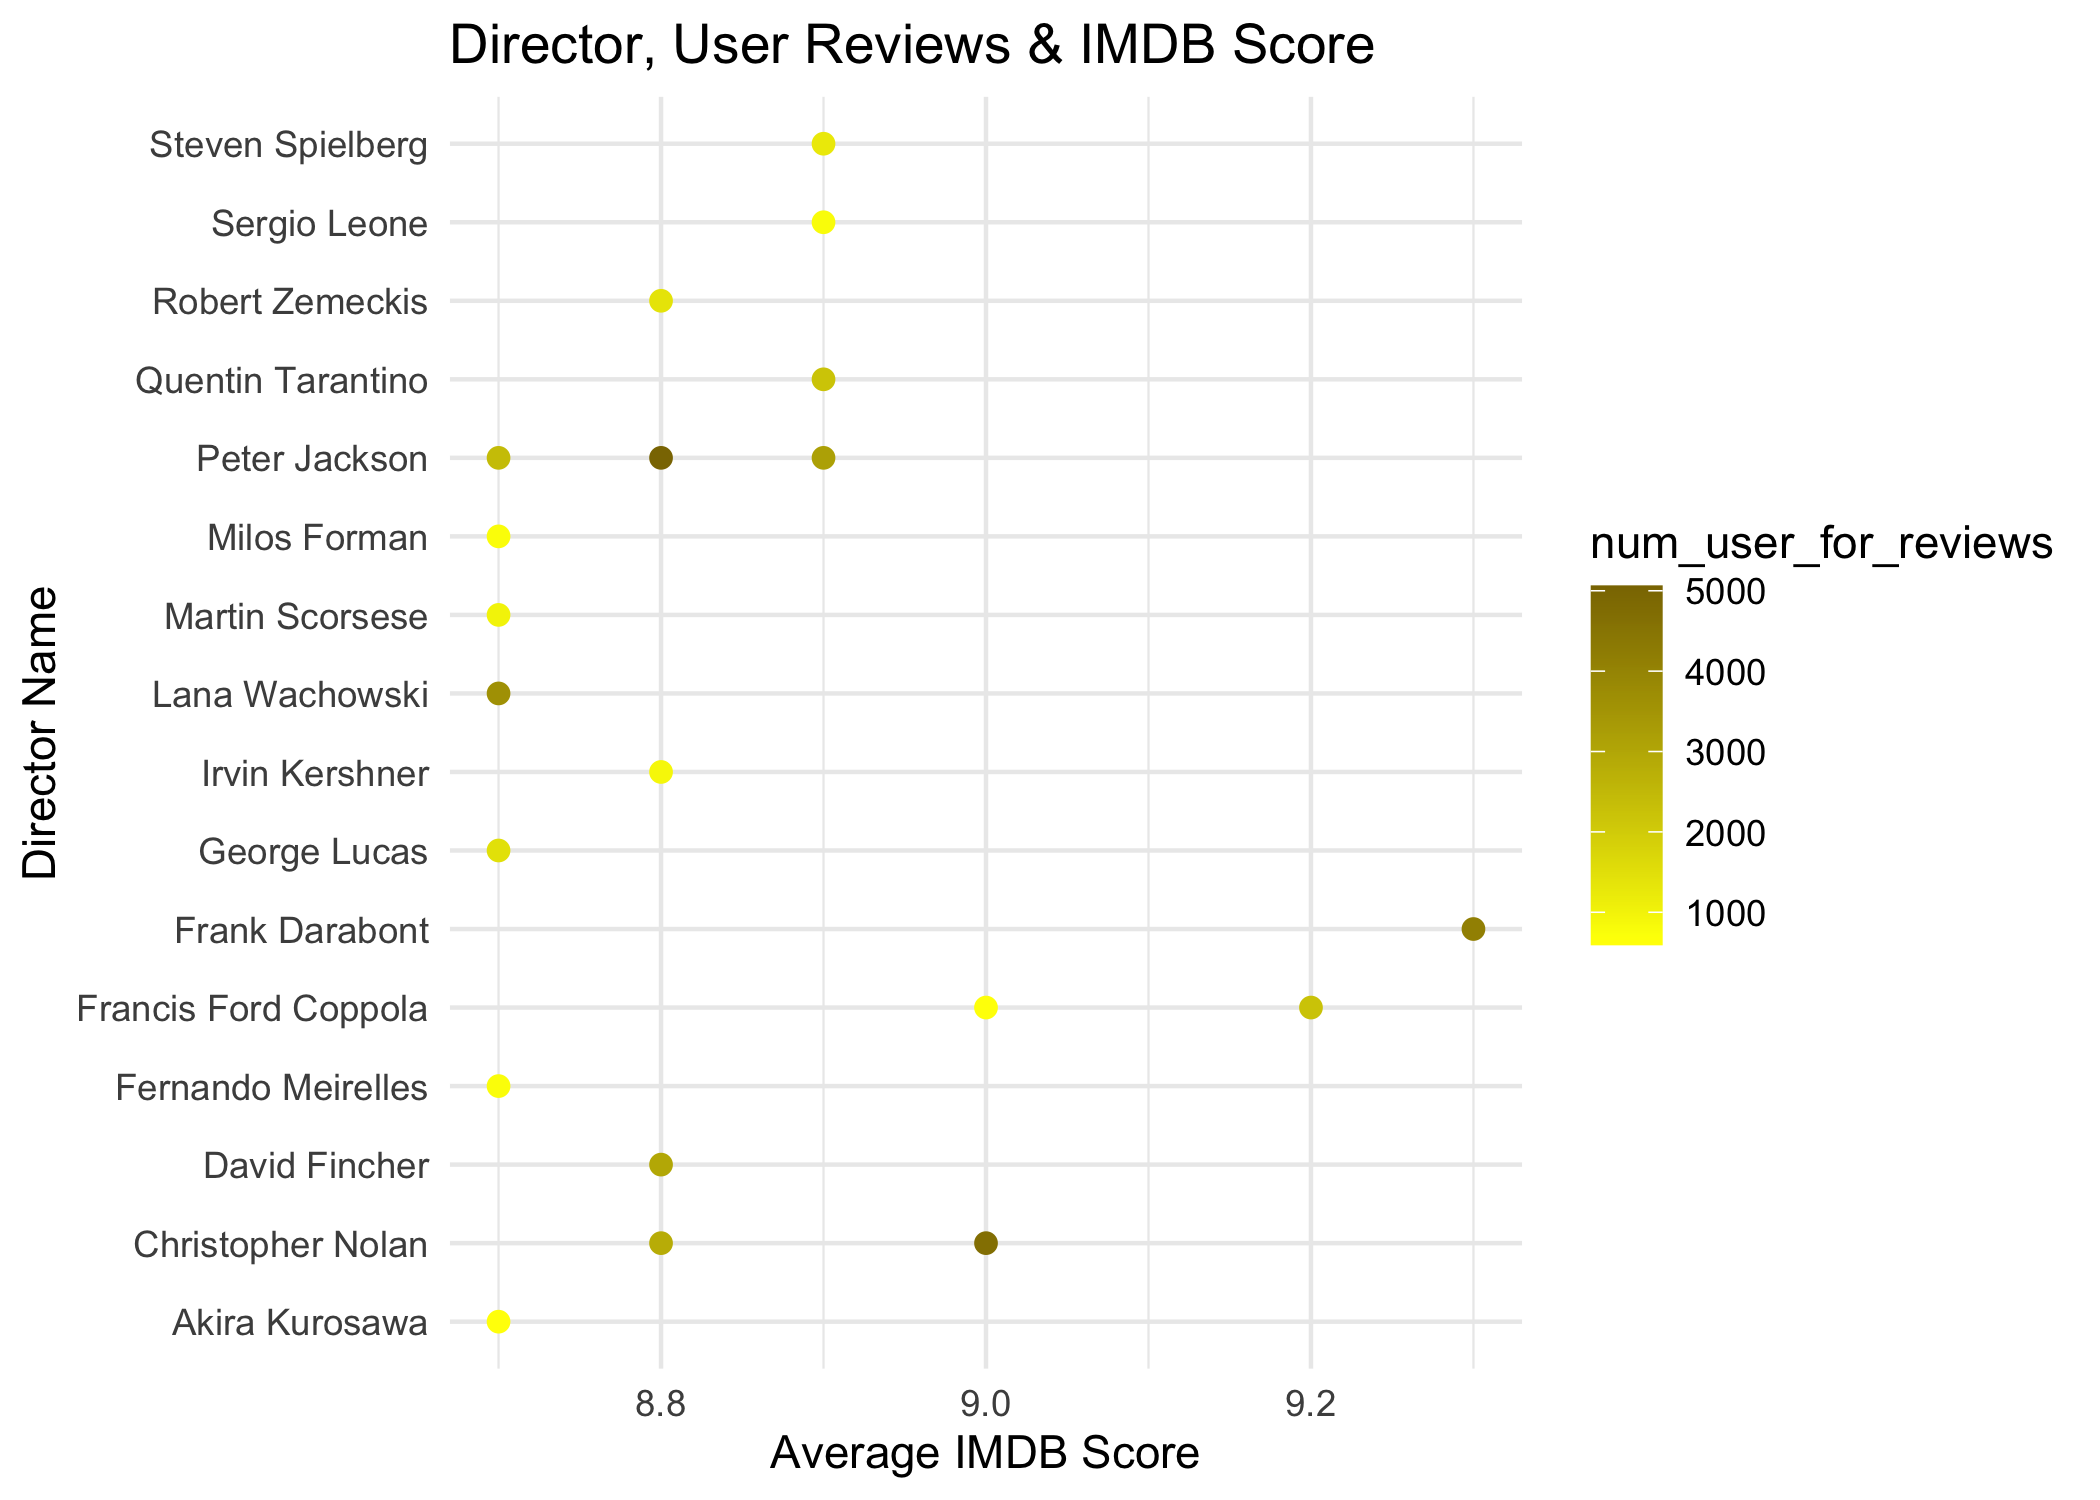 Director, User Reviews & IMDB Score
Director Name
Steven Spielberg
Sergio Leone
Robert Zemeckis
Quentin Tarantino
Peter Jackson
Milos Forman
Martin Scorsese
Lana Wachowski
Irvin Kershner
George Lucas
Frank Darabont
Francis Ford Coppola
Fernando Meirelles
David Fincher
Christopher Nolan
Akira Kurosawa
8.8 9.0 9.2
Average IMDB Score
num_user_for_reviews
5000
4000
3000
2000
1000